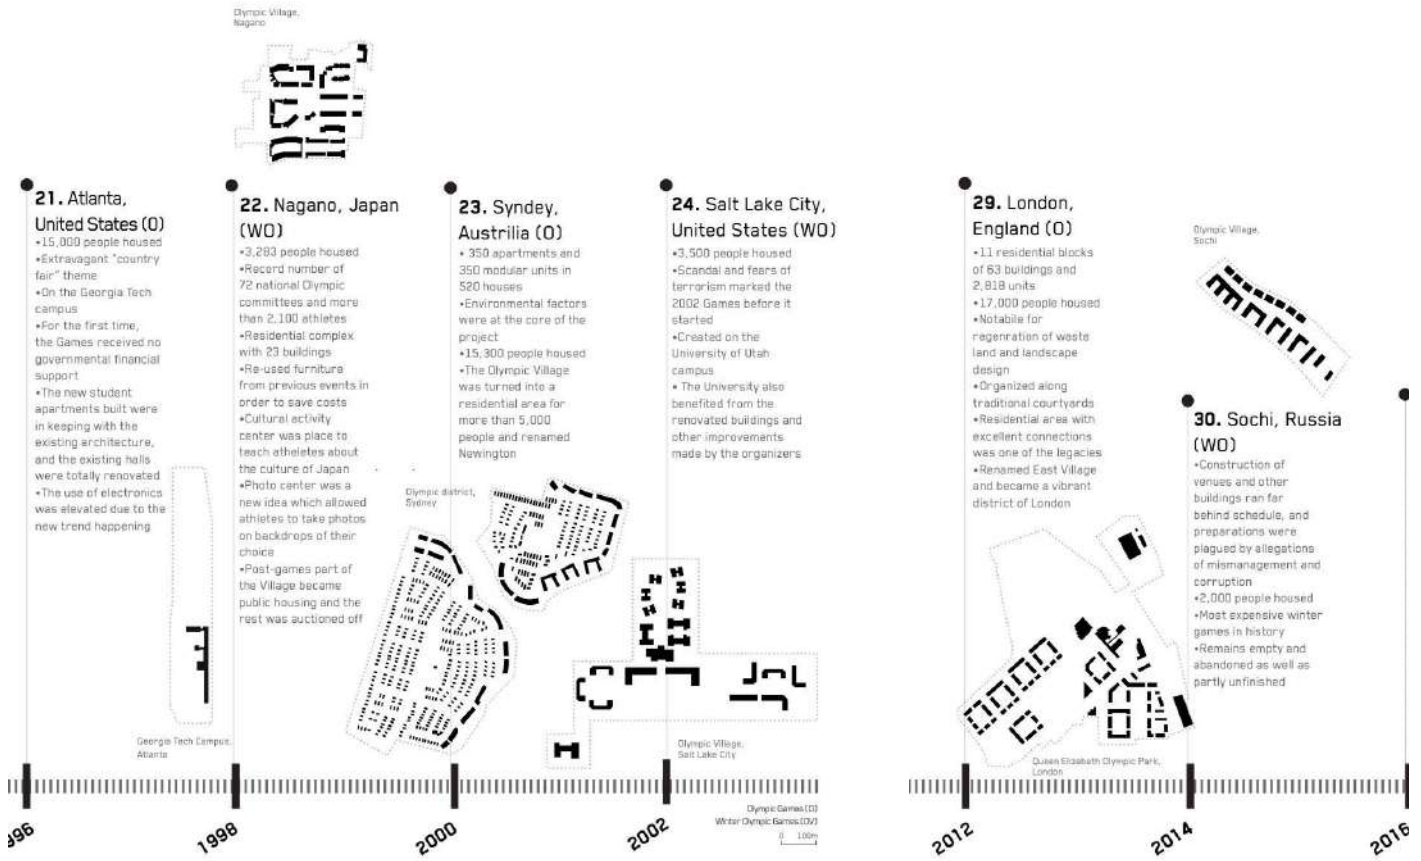 Olympic Village,
Nagano
21. Atlanta,
United States (O)
•15,000 people housed
•Extravagant "country
fair" theme
•On the Georgia Tech
campus
•For the first time,
the Games received no
governmental financial
support
•The new student
apartments built were
in keeping with the
existing architecture,
and the existing halls
were totally renovated
•The use of electronics
was elevated due to the
new trend happening
Georgia Tech Campus,
Atlanta
22. Nagano, Japan
(WO)
•3,283 people housed
•Record number of
72 national Olympic
committees and more
than 2,100 athletes
•Residential complex
with 23 buildings
•Re-used furniture
from previous events in
order to save costs
•Cultural activity
center was place to
teach atheletes about
the culture of Japan
•Photo center was a
new idea which allowed
athletes to take photos
on backdrops of their
choice
•Post-games part of
the Village became
public housing and the
rest was auctioned off
23. Syndey,
Austrilia (O)
• 350 apartments and
350 modular units in
520 houses
•Environmental factors
were at the core of the
project
•15,300 people housed
•The Olympic Village
was turned into a
residential area for
more than 5,000
people and renamed
Newington
Olympic district,
Sydney
24. Salt Lake City,
United States (WO)
•3,500 people housed
•Scandal and fears of
terrorism marked the
2002 Games before it
started
•Created on the
University of Utah
campus
• The University also
benefited from the
renovated buildings and
other improvements
made by the organizers
Olympic Village,
Salt Lake City
29. London,
England (O)
•11 residential blocks
of 63 buildings and
2,818 units
•17,000 people housed
•Notabile for
regenration of waste
land and landscape
design
•Organized along
traditional courtyards
•Residential area with
excellent connections
was one of the legacies
•Renamed East Village
and became a vibrant
district of London
Queen Elizabeth Olympic Park,
London
Olympic Village,
Sochi
30. Sochi, Russia
(WO)
•Construction of
venues and other
buildings ran far
behind schedule, and
preparations were
plagued by allegations
of mismanagement and
corruption
•2,000 people housed
•Most expensive winter
games in history
•Remains empty and
abandoned as well as
partly unfinished
Olympic Games (O)
Winter Olympic Games (OV)
0 100m
996
1998
2000
2002
2012
2014
2016